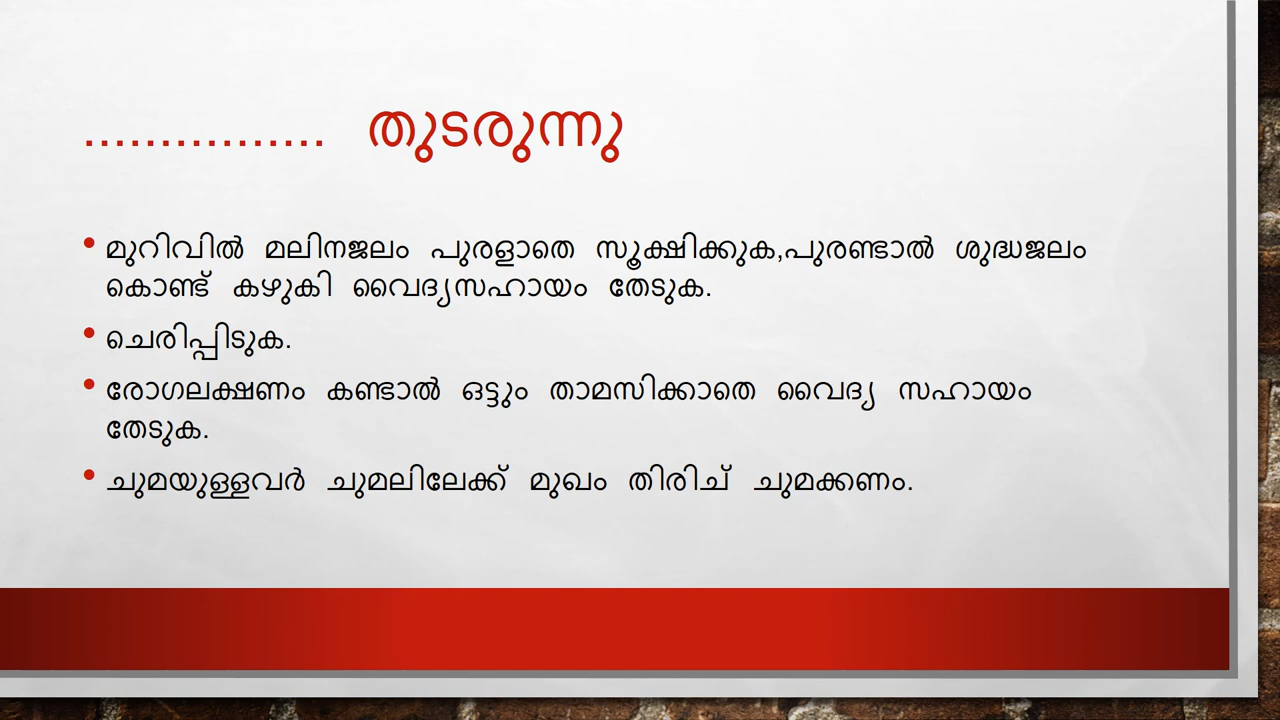 ............... തുടരുന്നു
• മുറിവിൽ മലിനജലം പുരളാതെ സൂക്ഷിക്കുക,പുരണ്ടാൽ ശുദ്ധജലം
കൊണ്ട് കഴുകി വൈദ്യസഹായം തേടുക.
• ചെരിപ്പിടുക.
• രോഗലക്ഷണം കണ്ടാൽ ഒട്ടും താമസിക്കാതെ വൈദ്യ സഹായം
തേടുക.
• ചുമയുള്ളവർ ചുമലിലേക്ക് മുഖം തിരിച് ചുമക്കണം.